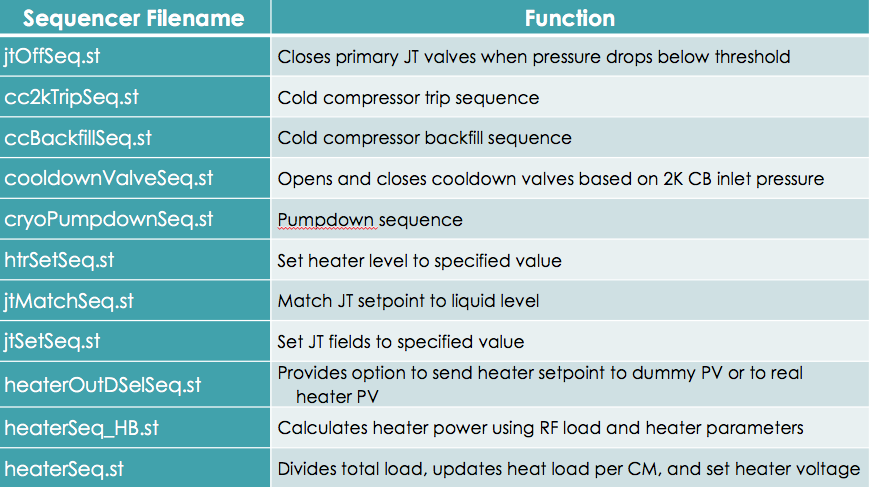 Sequencer Filename Function
jtOffSeq.st Closes primary JT valves when pressure drops below threshold
cc2kTripSeq.st Cold compressor trip sequence
ccBackfillSeq.st Cold compressor backfill sequence
cooldownValveSeq.st Opens and closes cooldown valves based on 2K CB inlet pressure
cryoPumpdownSeq.st Pumpdown sequence
htrSetSeq.st Set heater level to specified value
jtMatchSeq.st Match JT setpoint to liquid level
jtSetSeq.st Set JT fields to specified value
heaterOutDSelSeq.st Provides option to send heater setpoint to dummy PV or to real
heater PV
heaterSeq_HB.st Calculates heater power using RF load and heater parameters
heaterSeq.st Divides total load, updates heat load per CM, and set heater voltage